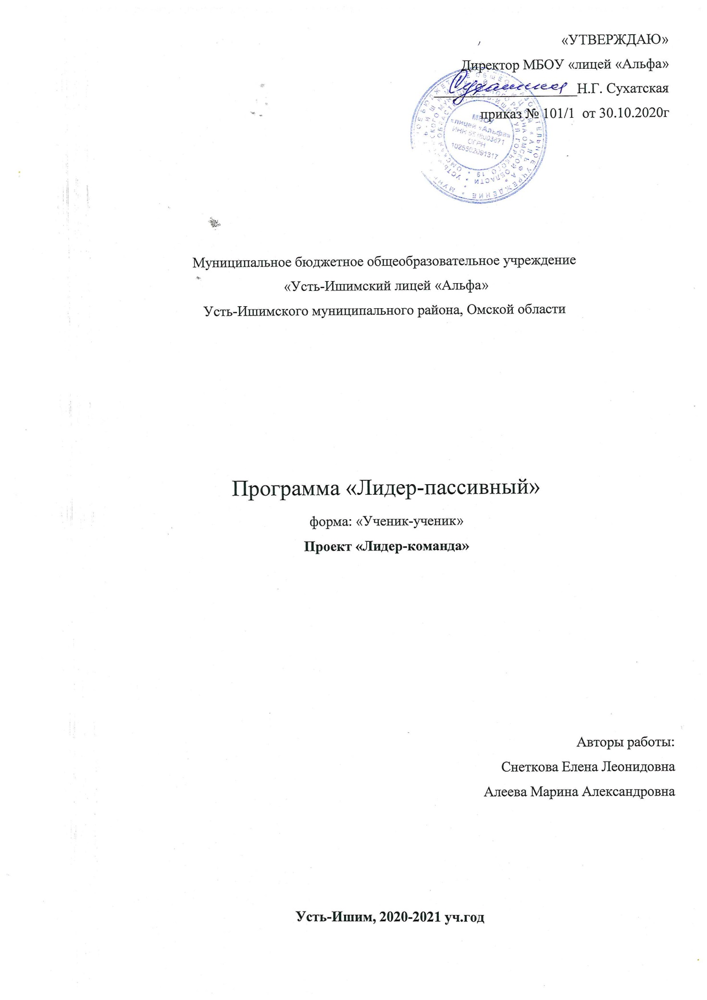 «УТВЕРЖДАЮ»
Директор МБОУ «лицей «Альфа»
Н.Г. Сухатская
приказ № 101/1 от 30.10.2020г
МБОУ
«лицей «Альфа»
ИНН
ОГРН
1025502091317
Муниципальное бюджетное общеобразовательное учреждение
«Усть-Ишимский лицей «Альфа»
Усть-Ишимского муниципального района, Омской области
Программа «Лидер-пассивный»
форма: «Ученик-ученик»
Проект «Лидер-команда»
Авторы работы:
Снеткова Елена Леонидовна
Алеева Марина Александровна
Усть-Ишим, 2020-2021 уч.год